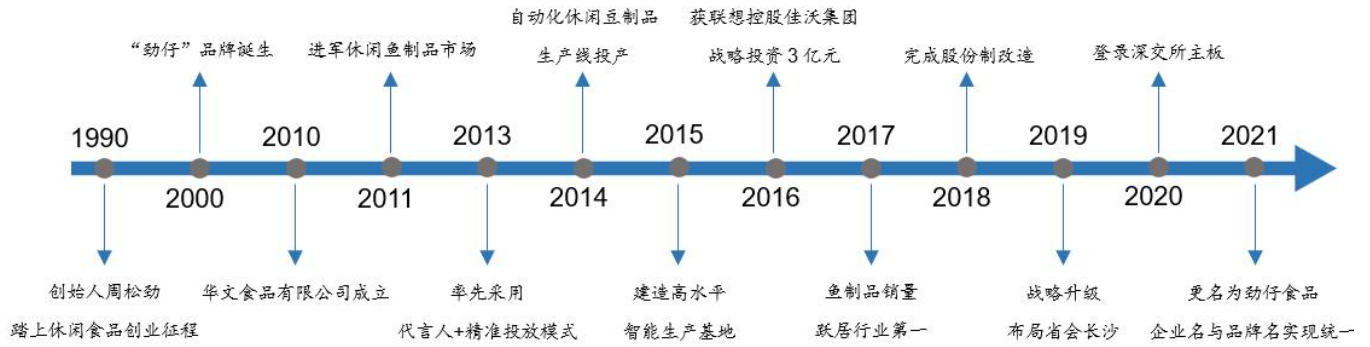 自动化休闲豆制品
获联想控股佳沃集团
“劲仔”品牌诞生
进军休闲鱼制品市场
生产线投产
战略投资3亿元
完成股份制改造
登录深交所主板
1990
2010
2013
2015
2017
2019
2021
2000
2011
2014
2016
2018
2020
创始人周松劲
踏上休闲食品创业征程
华文食品有限公司成立
率先采用
代言人+精准投放模式
建造高水平
智能生产基地
鱼制品销量
跃居行业第一
战略升级
布局省会长沙
更名为劲仔食品
企业名与品牌名实现统一